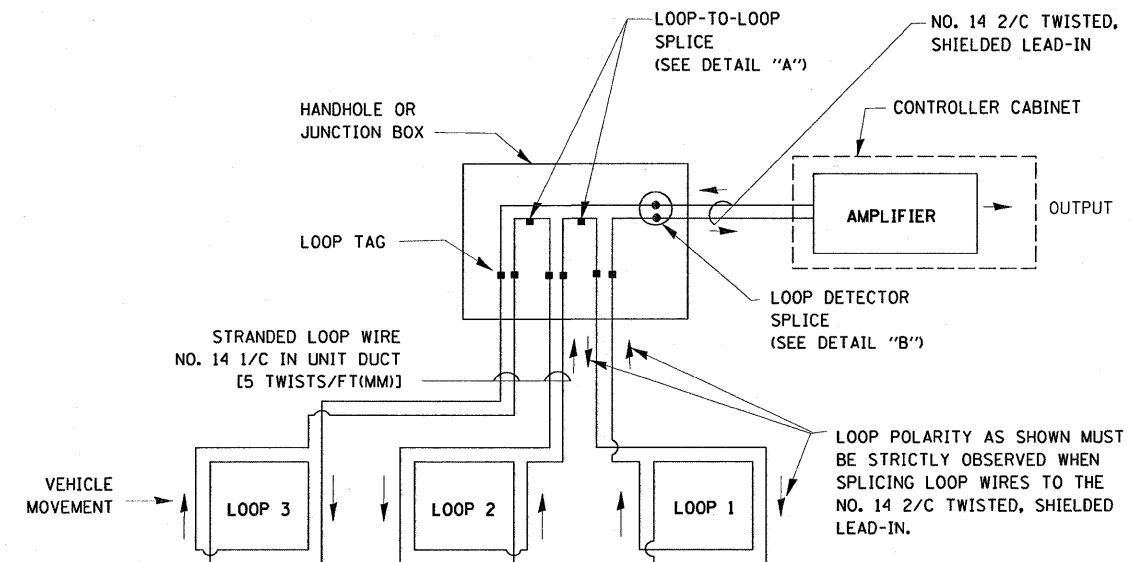 LOOP-TO-LOOP
SPLICE
(SEE DETAIL "A")
NO. 14 2/C TWISTED,
SHIELDED LEAD-IN
HANDHOLE OR
JUNCTION BOX
CONTROLLER CABINET
AMPLIFIER
OUTPUT
LOOP TAG
LOOP DETECTOR
SPLICE
(SEE DETAIL "B")
STRANDED LOOP WIRE
NO. 14 1/C IN UNIT DUCT
[5 TWISTS/FT(MM)]
LOOP POLARITY AS SHOWN MUST
BE STRICTLY OBSERVED WHEN
SPLICING LOOP WIRES TO THE
NO. 14 2/C TWISTED, SHIELDED
LEAD-IN.
VEHICLE
MOVEMENT
LOOP 3
LOOP 2
LOOP 1